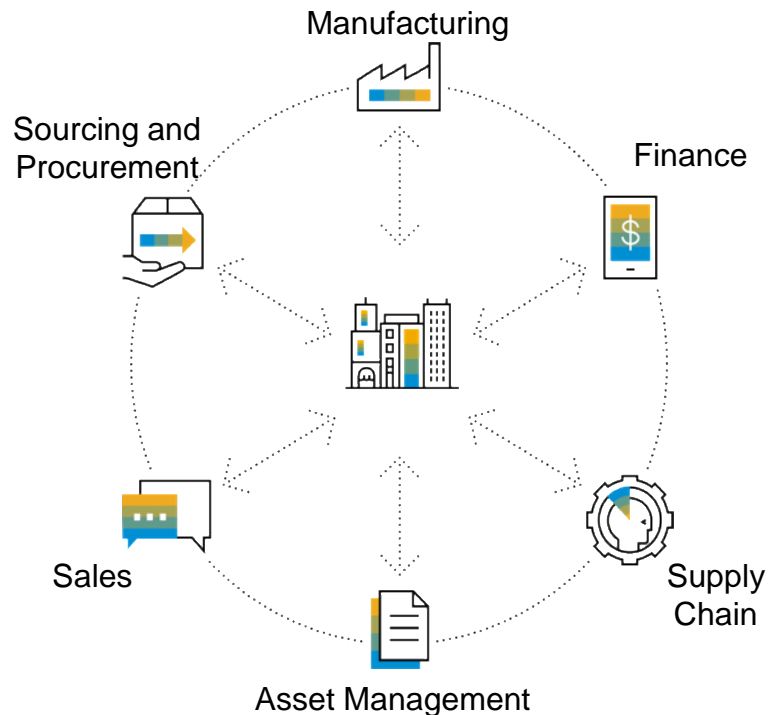 Manufacturing
Sourcing and
Procurement
Finance
$
Sales
Supply
Chain
Asset Management